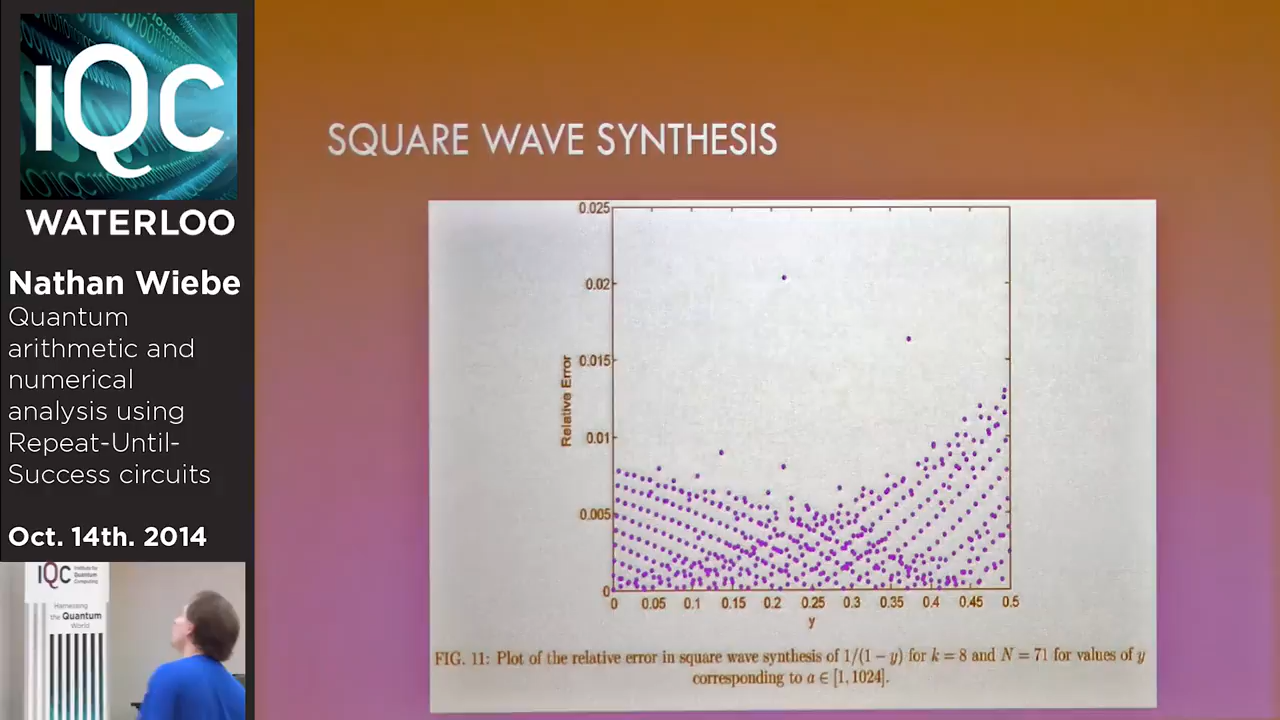 IQC
WATERLOO
Nathan Wiebe
Quantum
arithmetic and
numerical
analysis using
Repeat-Until-
Success circuits
Oct. 14th. 2014
IQC Institute for
Quantum
Computing
Harnessing
the Quantum
World
SQUARE WAVE SYNTHESIS
0.025
0.02
0.015
0.01
0.005
0
Relative Error
0 0.05 0.1 0.15 0.2 0.25 0.3 0.35 0.4 0.45 0.5
y
FIG. 11: Plot of the relative error in square wave synthesis of 1/(1 − y) for k = 8 and N = 71 for values of y
corresponding to a ∈ [1, 1024].